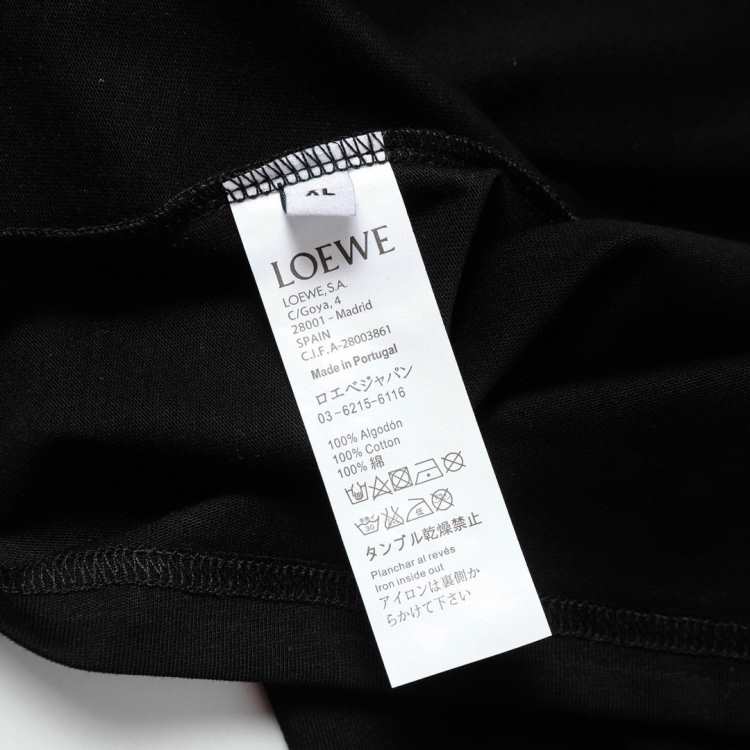 XL
LOEWE
LOEWE, S.A.
C/Goya, 4
28001 - Madrid
SPAIN
C.I.F. A-28003861
Made in Portugal
ロエベジャパン
03-6215-6116
100% Algodón
100% Cotton
100% 綿
タンブル乾燥禁止
Planchar al revés
Iron inside out
アイロンは裏側か
らかけて下さい